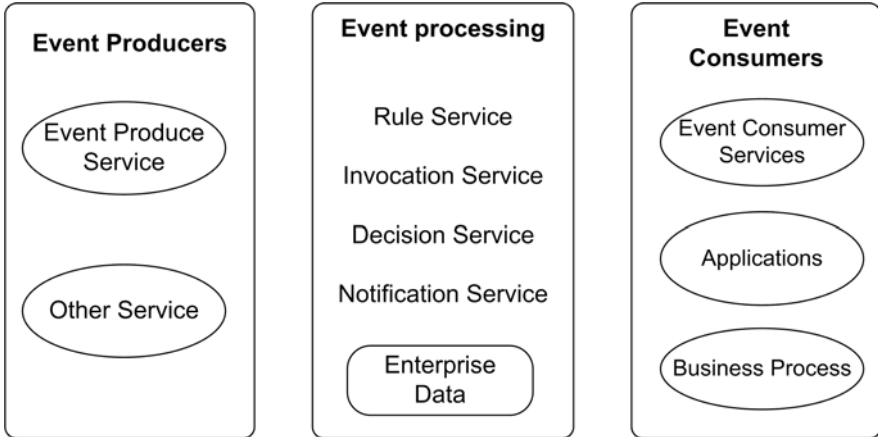 Event Producers
Event Produce
Service
Other Service
Event processing
Rule Service
Invocation Service
Decision Service
Notification Service
Enterprise
Data
Event
Consumers
Event Consumer
Services
Applications
Business Process